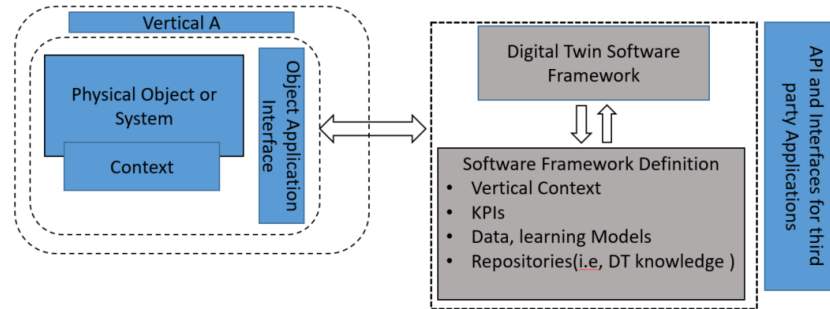 Vertical A
Physical Object or
System
Context
Object Application
Interface
Digital Twin Software
Framework
Software Framework Definition
• Vertical Context
• KPIs
• Data, learning Models
• Repositories(i.e, DT knowledge )
API and Interfaces for third
party Applications